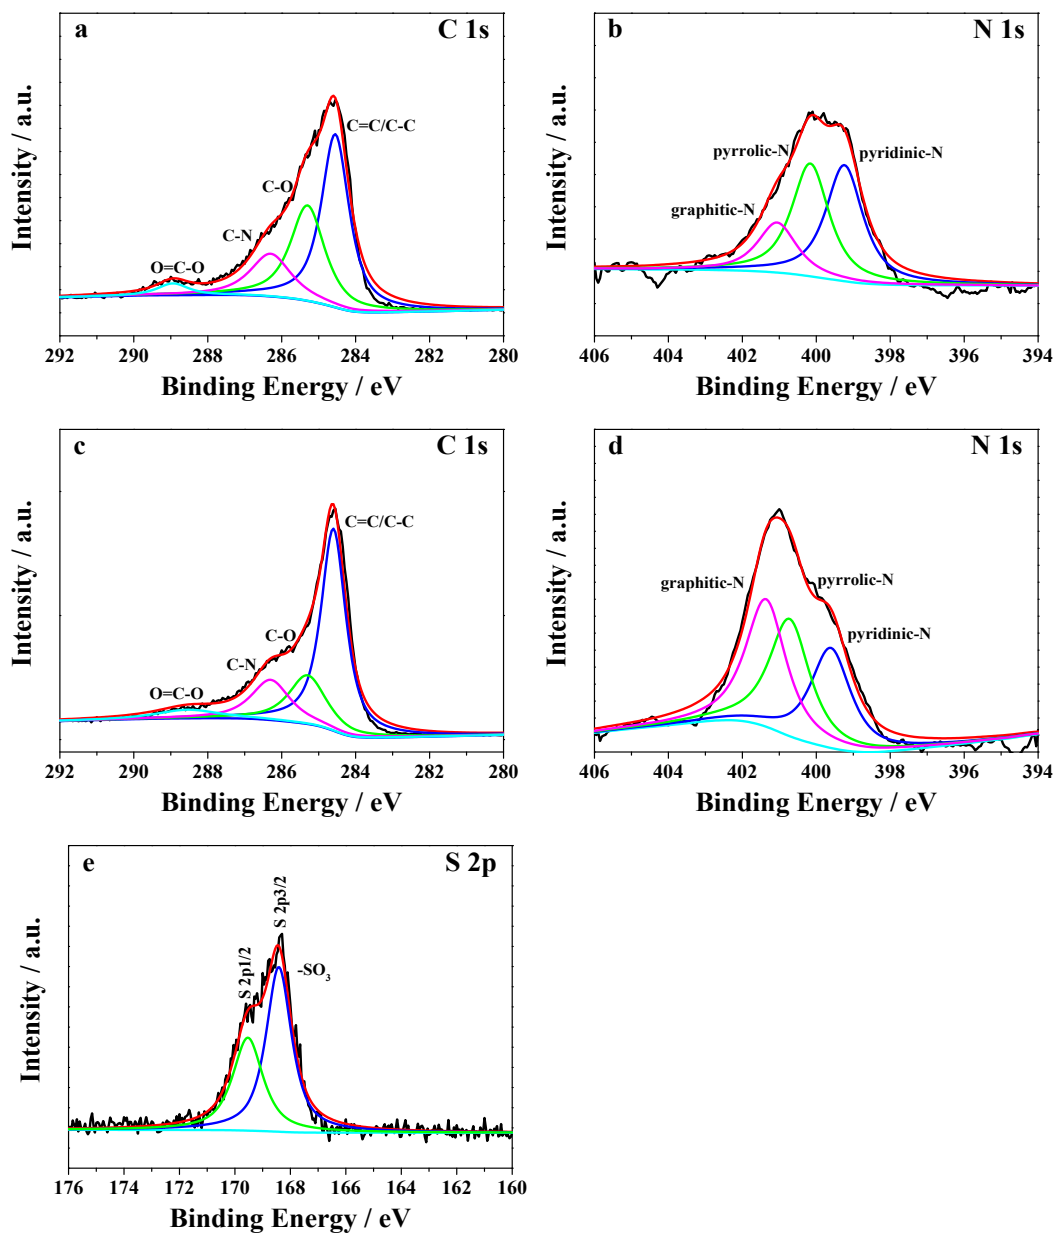 a
C 1s
C=C/C-C
C-O
C-N
O=C-O
Intensity / a.u.
292 290 288 286 284 282 280
Binding Energy / eV
b
N 1s
pyrrolic-N
pyridinic-N
graphitic-N
Intensity / a.u.
406 404 402 400 398 396 394
Binding Energy / eV
c
C 1s
C=C/C-C
C-O
C-N
O=C-O
Intensity / a.u.
292 290 288 286 284 282 280
Binding Energy / eV
d
N 1s
graphitic-N
pyrrolic-N
pyridinic-N
Intensity / a.u.
406 404 402 400 398 396 394
Binding Energy / eV
e
S 2p
S 2p1/2
S 2p3/2
-SO₃
Intensity / a.u.
176 174 172 170 168 166 164 162 160
Binding Energy / eV